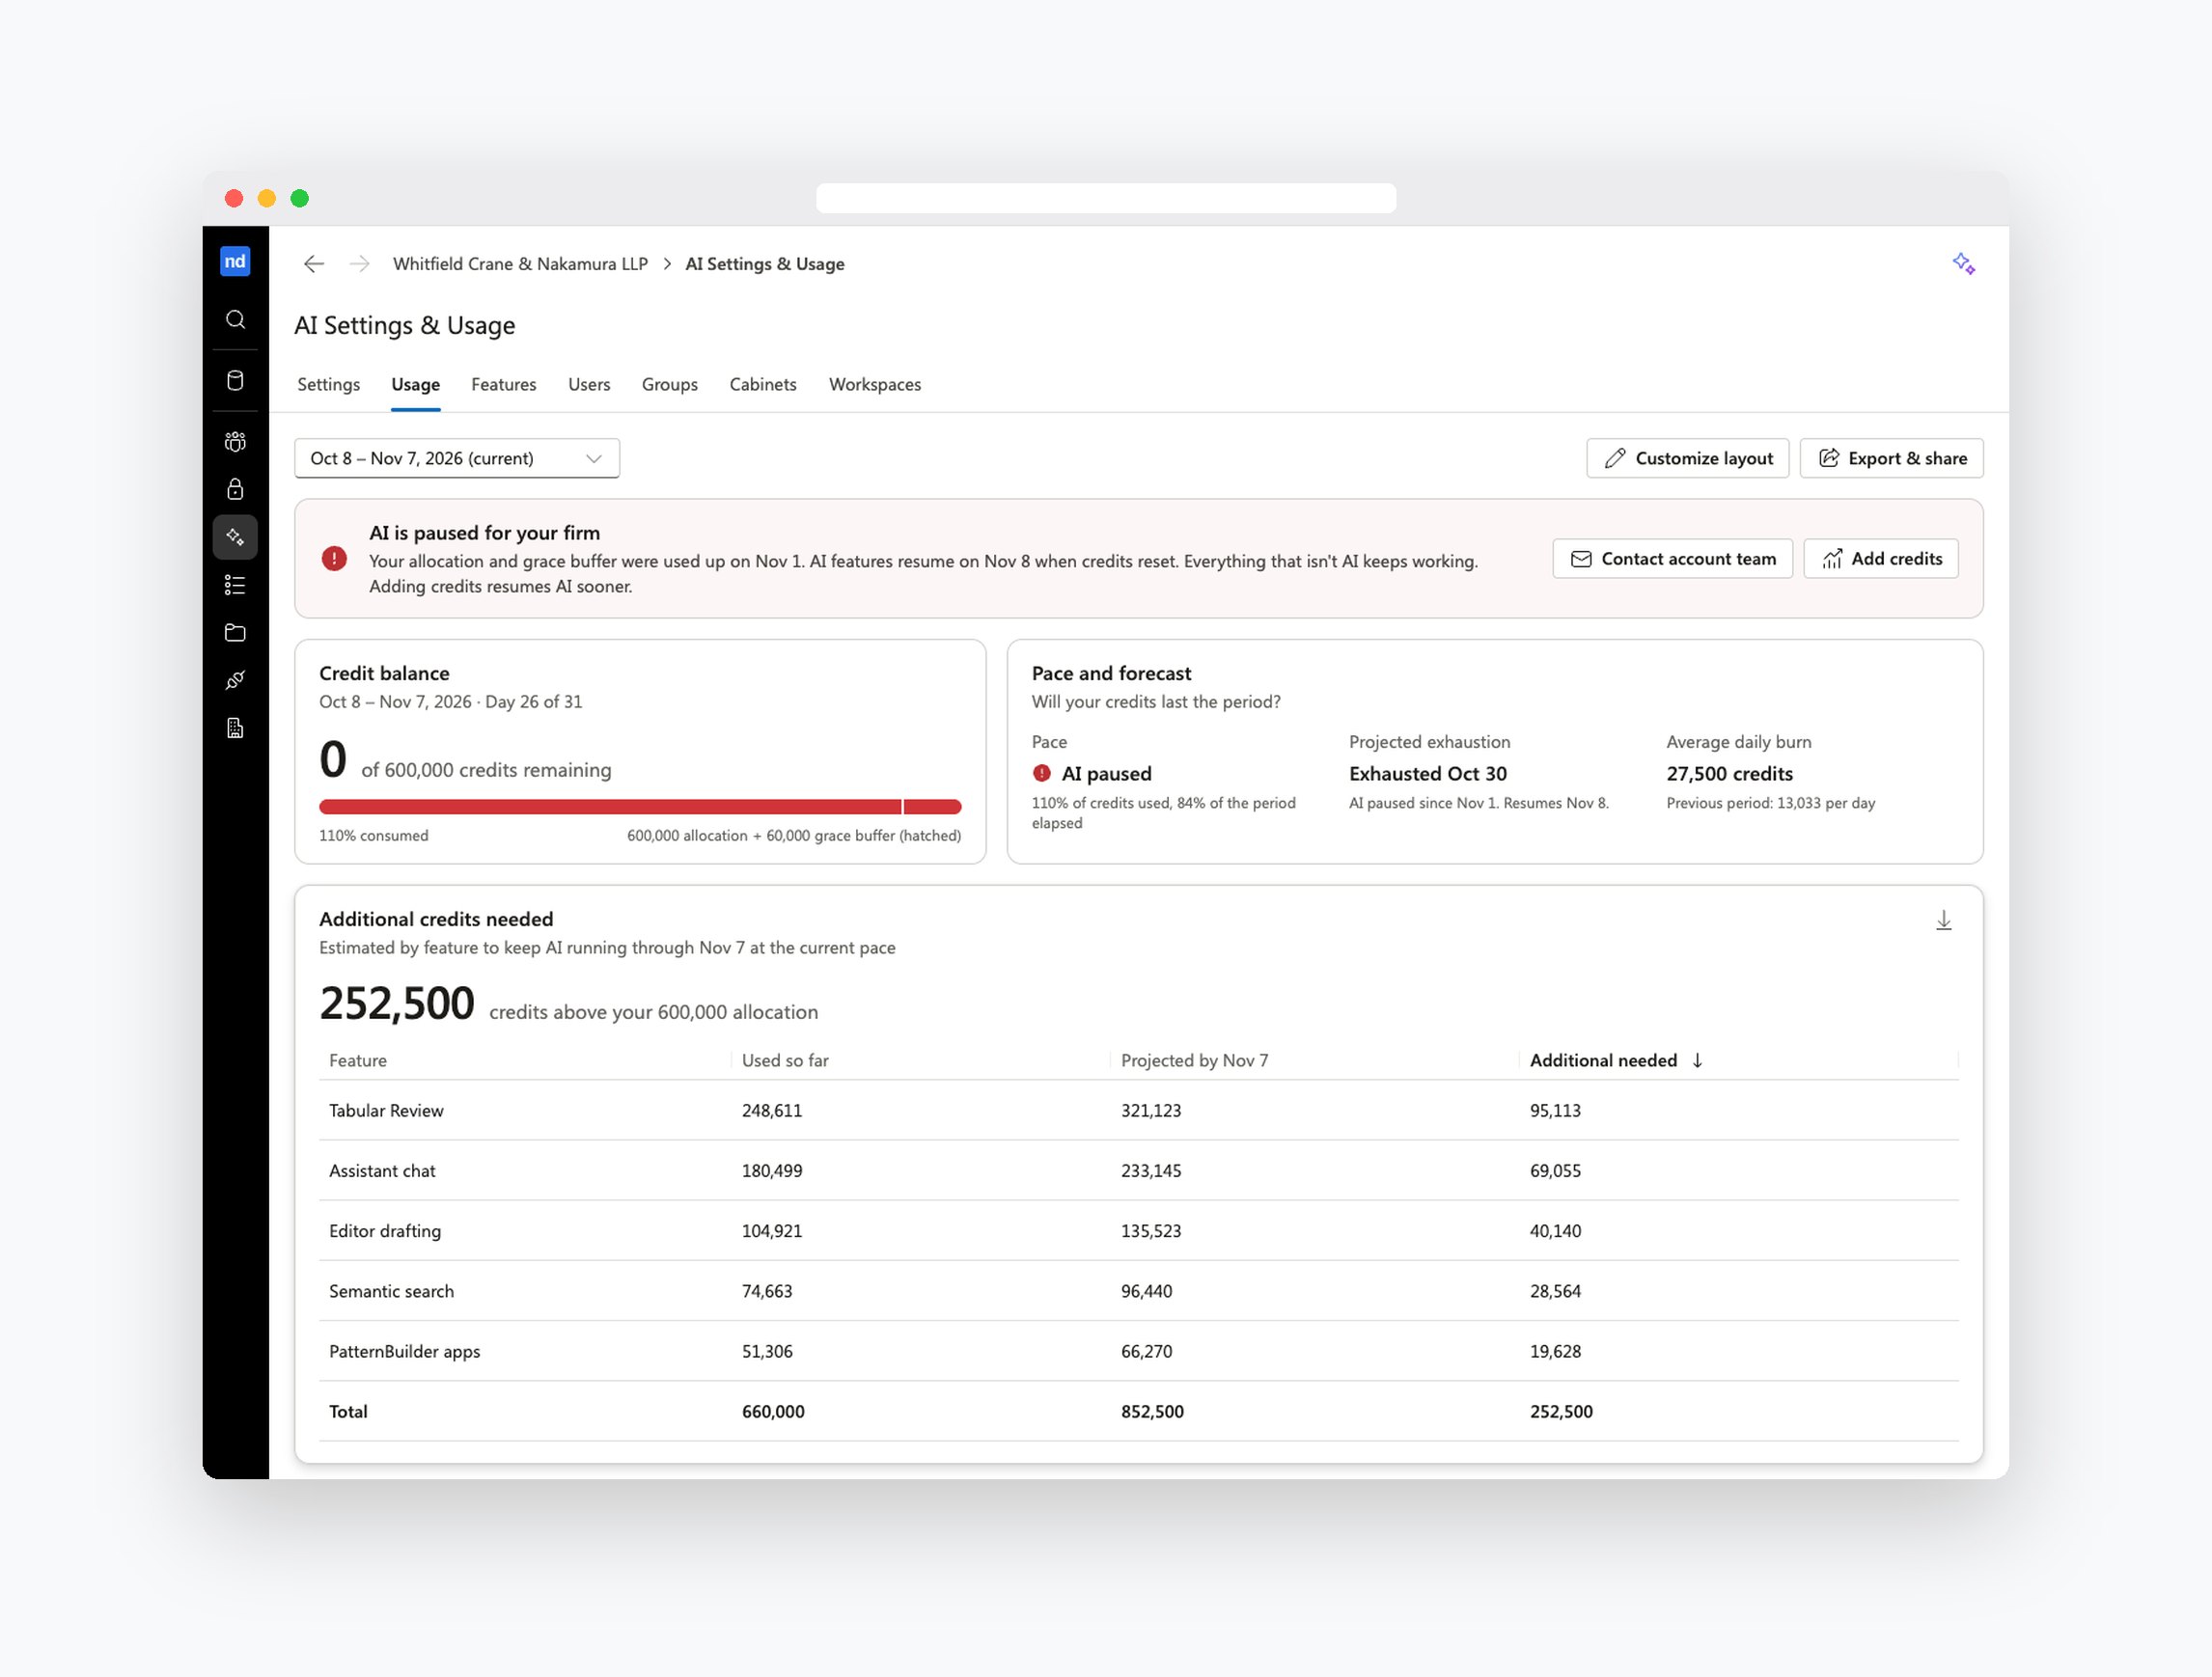 nd
Whitfield Crane & Nakamura LLP > AI Settings & Usage
AI Settings & Usage
Settings Usage Features Users Groups Cabinets Workspaces
Oct 8 – Nov 7, 2026 (current)
Customize layout Export & share
AI is paused for your firm
Your allocation and grace buffer were used up on Nov 1. AI features resume on Nov 8 when credits reset. Everything that isn't AI keeps working.
Adding credits resumes AI sooner.
Contact account team Add credits
Credit balance
Oct 8 – Nov 7, 2026 · Day 26 of 31
0 of 600,000 credits remaining
110% consumed 600,000 allocation + 60,000 grace buffer (hatched)
Pace and forecast
Will your credits last the period?
Pace Projected exhaustion Average daily burn
AI paused Exhausted Oct 30 27,500 credits
110% of credits used, 84% of the period AI paused since Nov 1. Resumes Nov 8. Previous period: 13,033 per day
elapsed
Additional credits needed
Estimated by feature to keep AI running through Nov 7 at the current pace
252,500 credits above your 600,000 allocation
Feature Used so far Projected by Nov 7 Additional needed ↓
Tabular Review 248,611 321,123 95,113
Assistant chat 180,499 233,145 69,055
Editor drafting 104,921 135,523 40,140
Semantic search 74,663 96,440 28,564
PatternBuilder apps 51,306 66,270 19,628
Total 660,000 852,500 252,500